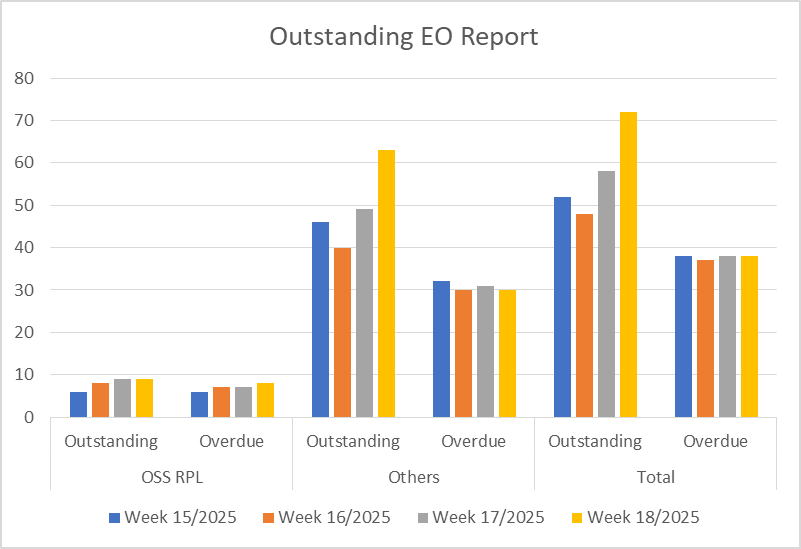 Outstanding EO Report
80
70
60
50
40
30
20
10
0
Outstanding Overdue Outstanding Overdue Outstanding Overdue
OSS RPL Others Total
Week 15/2025 Week 16/2025 Week 17/2025 Week 18/2025